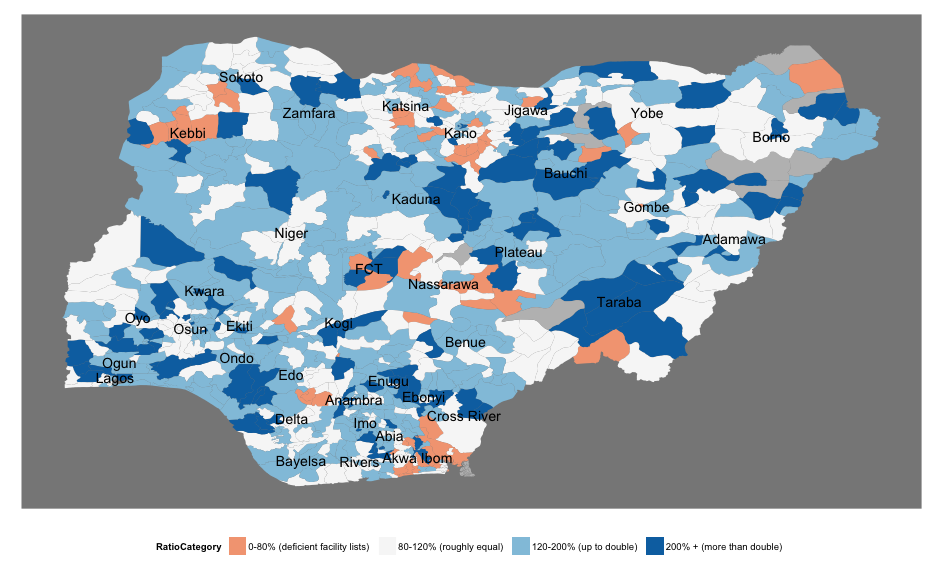 Sokoto
Zamfara
Katsina
Jigawa
Yobe
Kebbi
Kano
Borno
Bauchi
Kaduna
Gombe
Niger
Adamawa
Plateau
FCT
Nassarawa
Kwara
Taraba
Oyo
Osun
Ekiti
Kogi
Benue
Ogun
Ondo
Lagos
Edo
Enugu
Anambra
Ebonyi
Delta
Imo
Cross River
Abia
Bayelsa
Rivers
Akwa Ibom
RatioCategory 0-80% (deficient facility lists) 80-120% (roughly equal) 120-200% (up to double) 200% + (more than double)